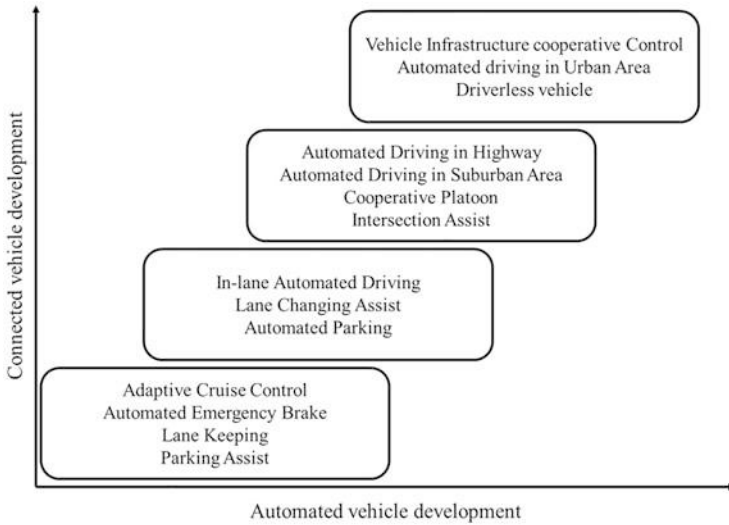 Vehicle Infrastructure cooperative Control
Automated driving in Urban Area
Driverless vehicle
Automated Driving in Highway
Automated Driving in Suburban Area
Cooperative Platoon
Intersection Assist
In-lane Automated Driving
Lane Changing Assist
Automated Parking
Adaptive Cruise Control
Automated Emergency Brake
Lane Keeping
Parking Assist
Connected vehicle development
Automated vehicle development